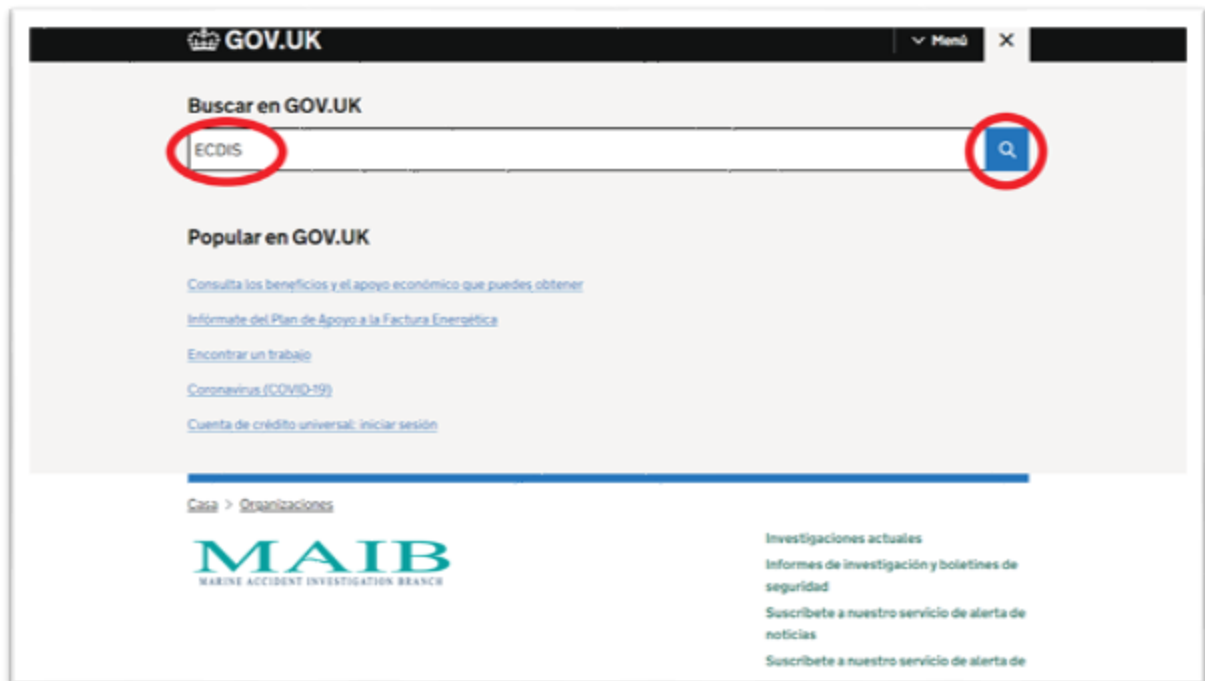 GOV.UK
Menú
Buscar en GOV.UK
ECDIS
Popular en GOV.UK
Consulta los beneficios y el apoyo económico que puedes obtener
Infórmate del Plan de Apoyo a la Factura Energética
Encontrar un trabajo
Coronavirus (COVID-19)
Cuenta de crédito universal: iniciar sesión
Casa > Organizaciones
MAIB
MARINE ACCIDENT INVESTIGATION BRANCH
Investigaciones actuales
Informes de investigación y boletines de
seguridad
Suscríbete a nuestro servicio de alerta de
noticias
Suscríbete a nuestro servicio de alerta de